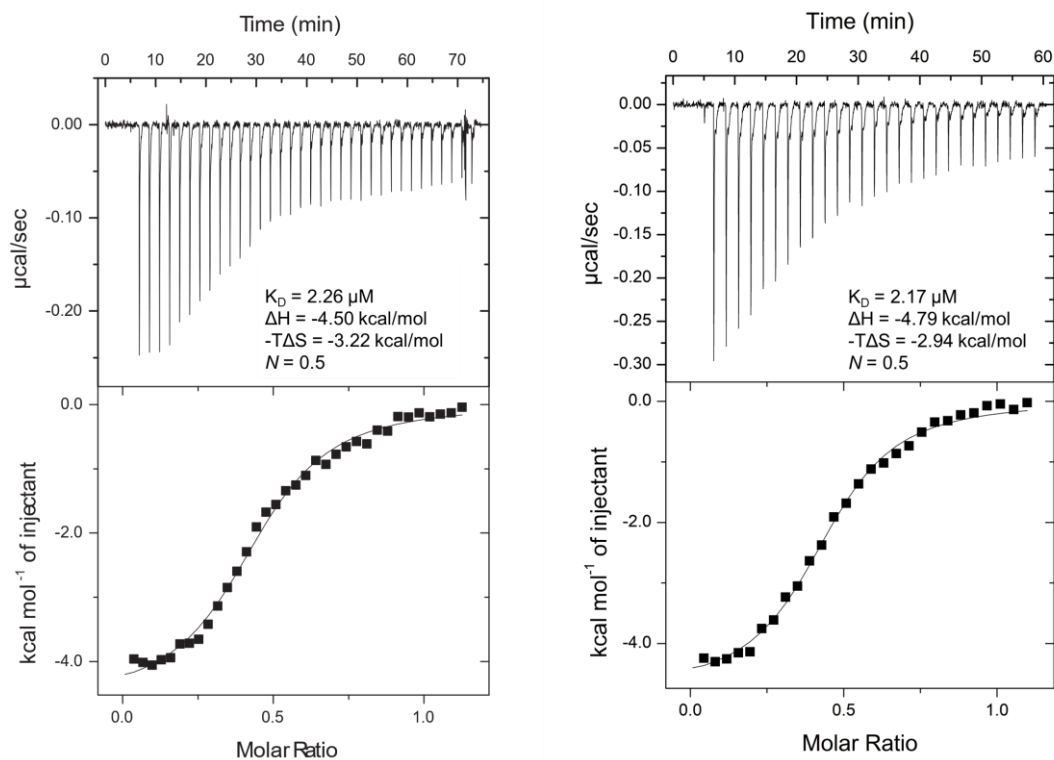 Time (min)
0 10 20 30 40 50 60 70
0.00
-0.10
-0.20
µcal/sec
K_D = 2.26 µM
ΔH = -4.50 kcal/mol
-TΔS = -3.22 kcal/mol
N = 0.5
0.0
-2.0
-4.0
kcal mol⁻¹ of injectant
0.0 0.5 1.0
Molar Ratio
Time (min)
0 10 20 30 40 50 60
0.00
-0.05
-0.10
-0.15
-0.20
-0.25
-0.30
µcal/sec
K_D = 2.17 µM
ΔH = -4.79 kcal/mol
-TΔS = -2.94 kcal/mol
N = 0.5
0.0
-2.0
-4.0
kcal mol⁻¹ of injectant
0.0 0.5 1.0
Molar Ratio